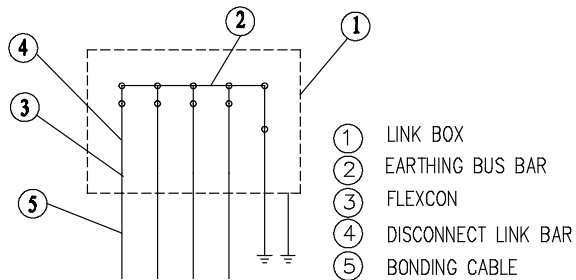 2
1
4
3
5
1 LINK BOX
2 EARTHING BUS BAR
3 FLEXCON
4 DISCONNECT LINK BAR
5 BONDING CABLE